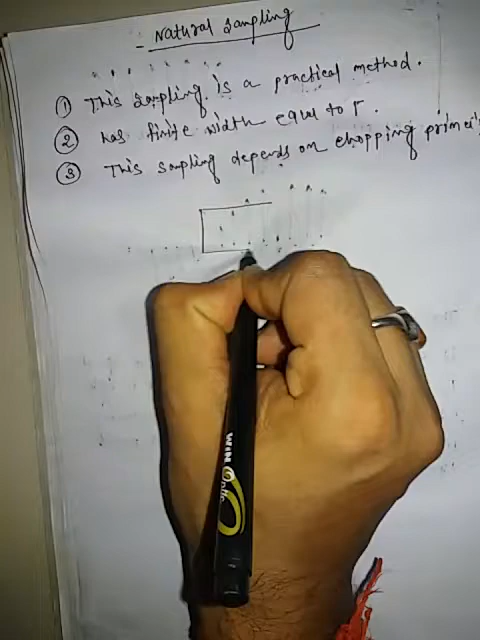 - Natural Sampling
① This sampling is a practical method.
② has finite width equal to τ.
③ This sampling depends on chopping
WIN